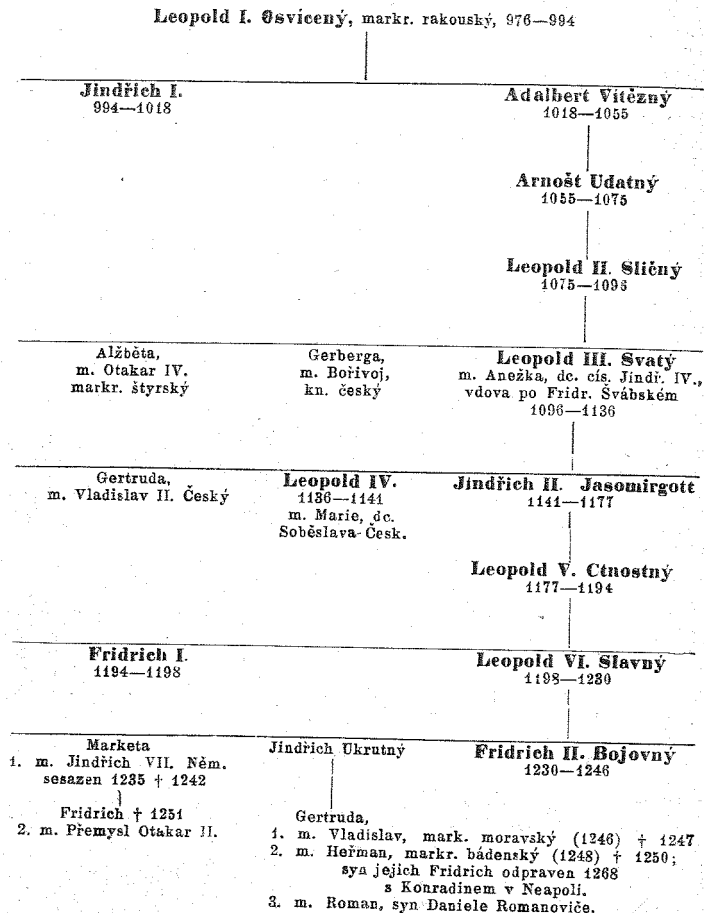 Leopold I. Osvícený, markr. rakouský, 976—994
Jindřich I.
994—1018
Adalbert Vítězný
1018—1055
Arnošt Udatný
1055—1075
Leopold II. Sličný
1075—1096
Alžběta,
m. Otakar IV.
markr. štyrský
Gerberga,
m. Bořivoj,
kn. český
Leopold III. Svatý
m. Anežka, dc. cís. Jindř. IV.,
vdova po Fridr. Švábském
1096—1136
Gertruda,
m. Vladislav II. Český
Leopold IV.
1136—1141
m. Marie, dc.
Soběslava Česk.
Jindřich II. Jasomirgott
1141—1177
Leopold V. Ctnostný
1177—1194
Fridrich I.
1194—1198
Leopold VI. Slavný
1198—1230
Marketa
1. m. Jindřich VII. Něm.
sesazen 1235 † 1242
Fridrich † 1251
2. m. Přemysl Otakar II.
Jindřich Ukrutný
Fridrich II. Bojovný
1230—1246
Gertruda,
1. m. Vladislav, mark. moravský (1246) † 1247
2. m. Heřman, markr. bádenský (1248) † 1250;
syn jejich Fridrich odpraven 1268
s Konradinem v Neapoli.
3. m. Roman, syn Daniele Romanoviče.